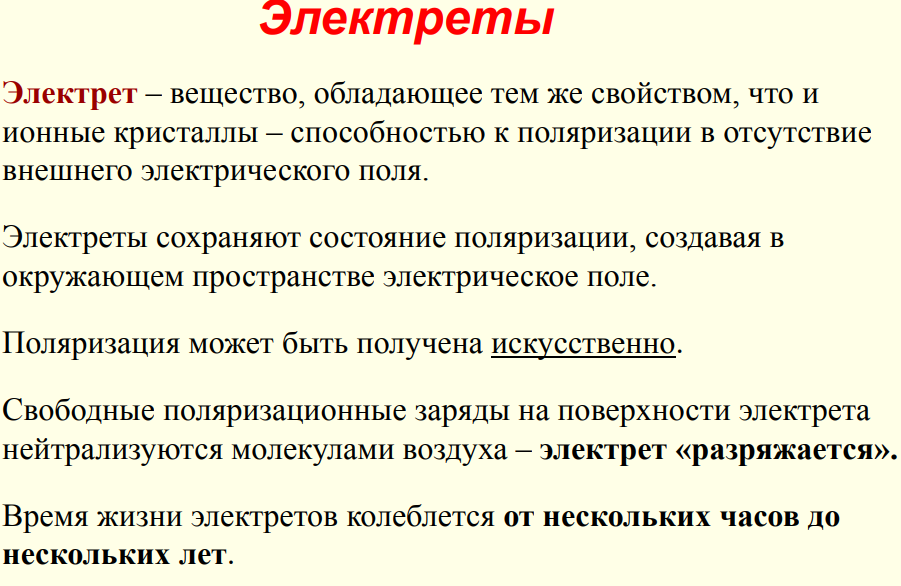 Электреты
Электрет – вещество, обладающее тем же свойством, что и
ионные кристаллы – способностью к поляризации в отсутствие
внешнего электрического поля.
Электреты сохраняют состояние поляризации, создавая в
окружающем пространстве электрическое поле.
Поляризация может быть получена искусственно.
Свободные поляризационные заряды на поверхности электрета
нейтрализуются молекулами воздуха – электрет «разряжается».
Время жизни электретов колеблется от нескольких часов до
нескольких лет.